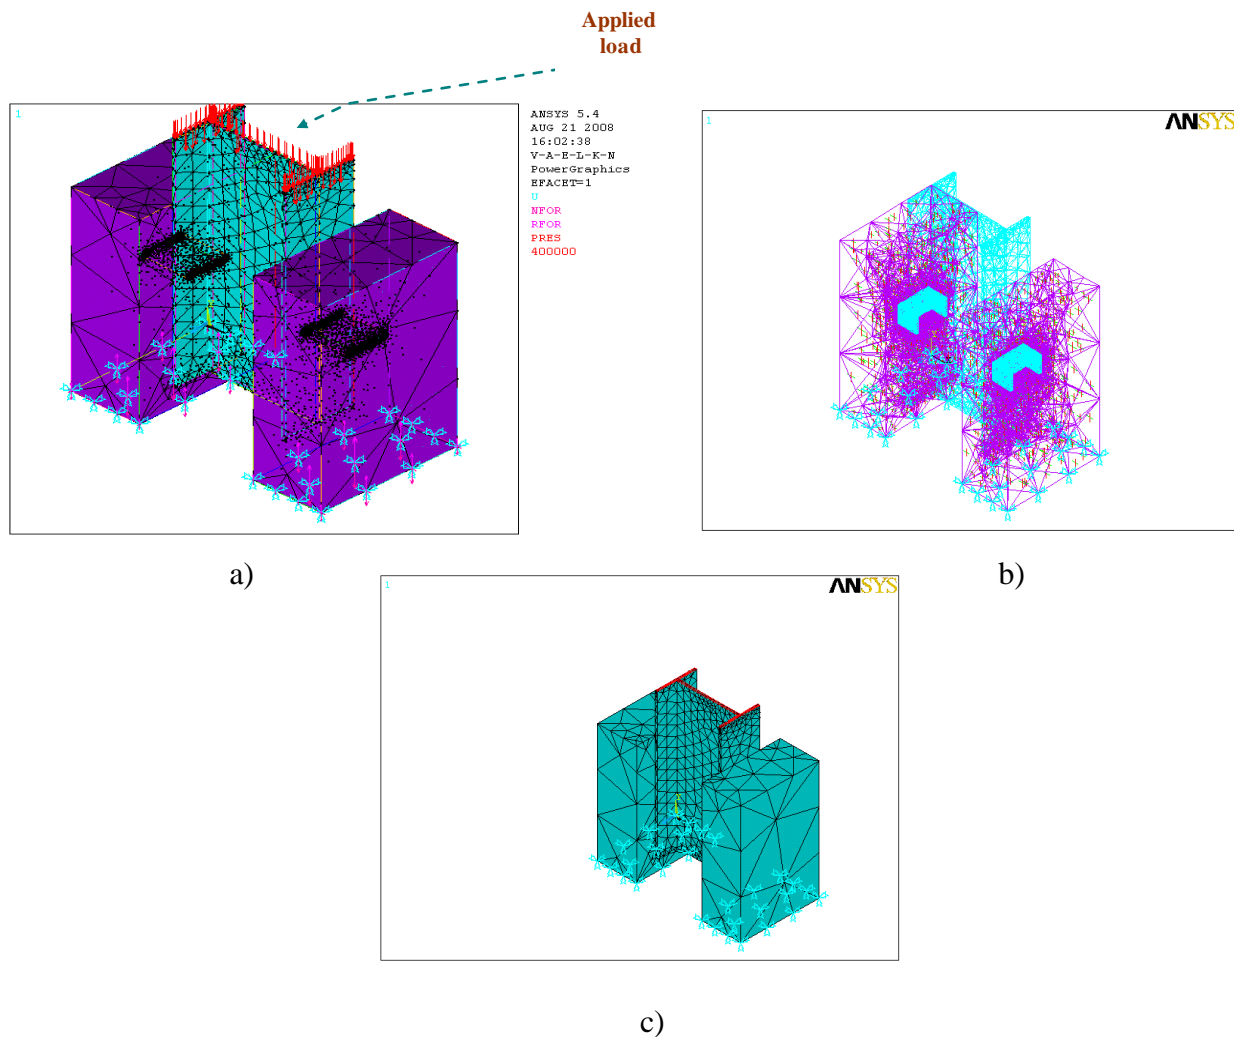 Applied
load
1
ANSYS 5.4
AUG 21 2008
16:02:38
V-A-E-L-K-N
PowerGraphics
EFACET=1
U
NFOR
RFOR
PRES
400000
1
ANSYS
a)
b)
1
ANSYS
c)